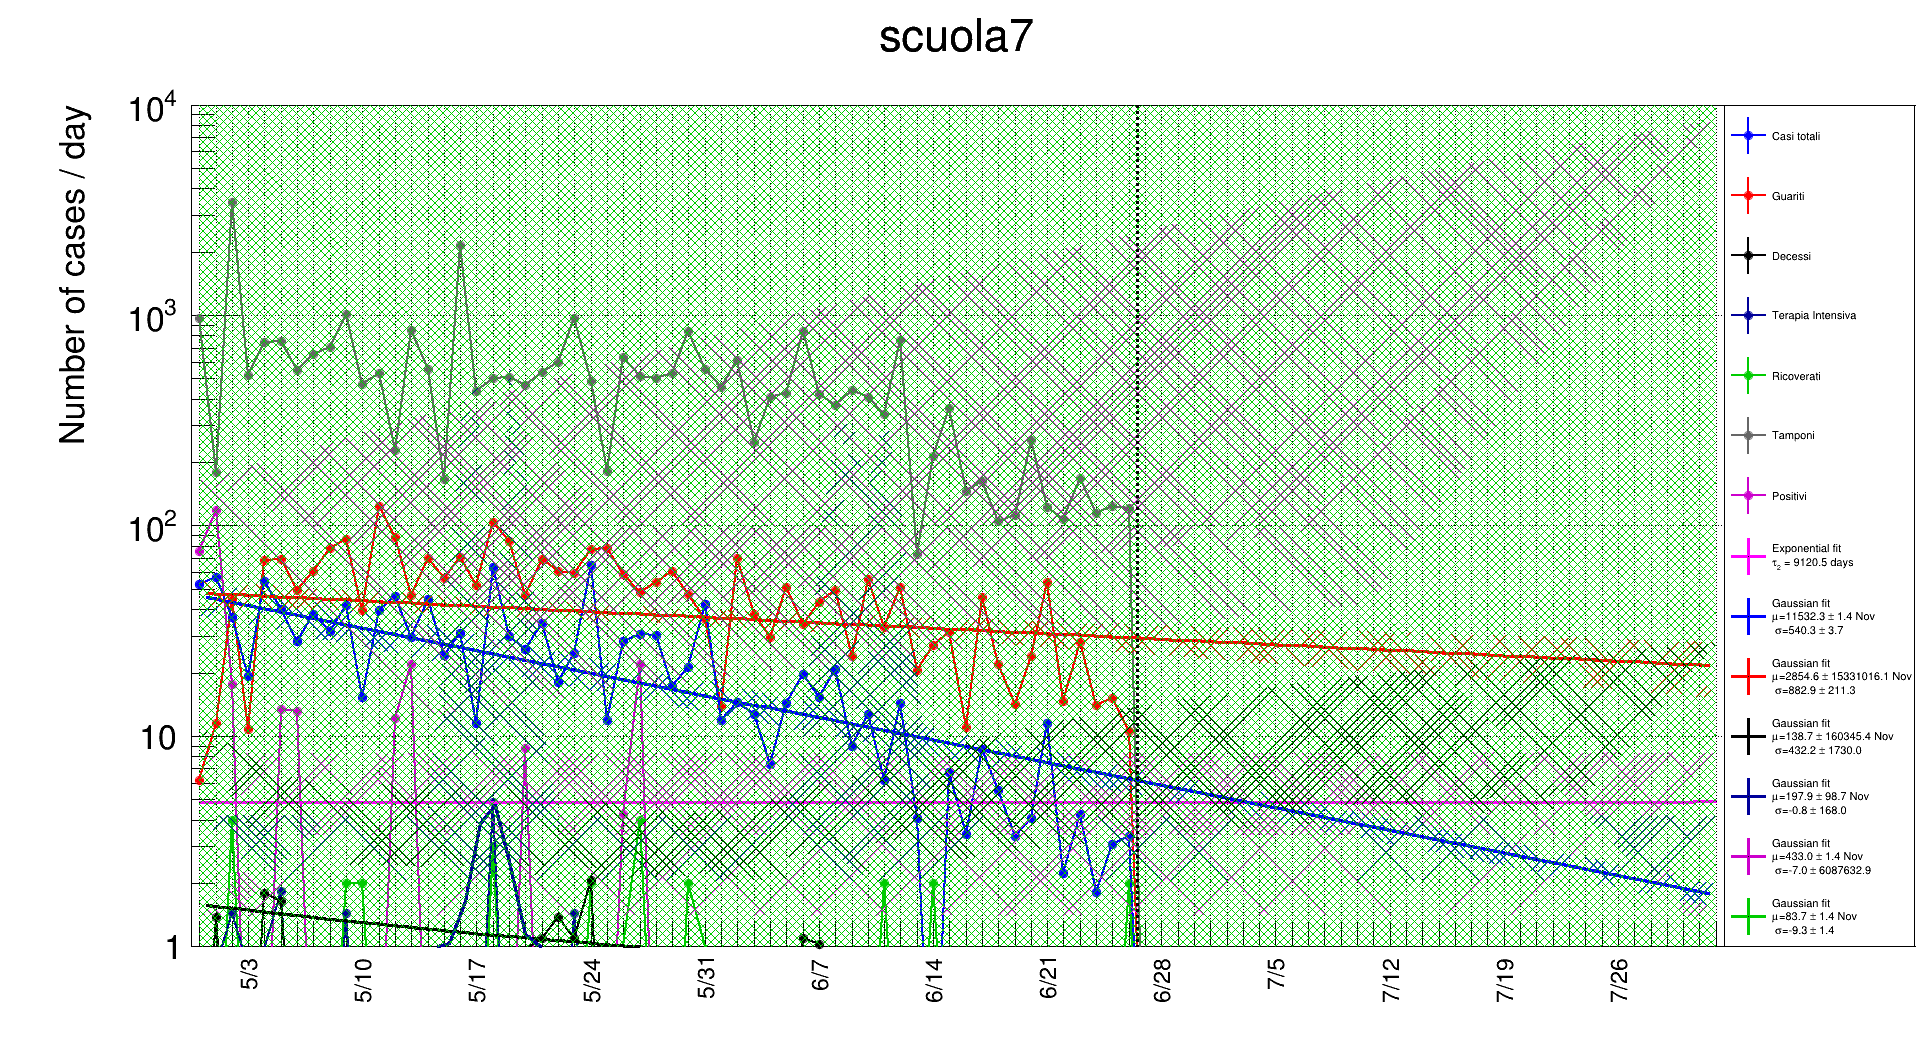 scuola7
Number of cases / day
10^4
10^3
10^2
10
1
5/3
5/10
5/17
5/24
5/31
6/7
6/14
6/21
6/28
7/5
7/12
7/19
7/26
Casi totali
Guariti
Decessi
Terapia Intensiva
Ricoverati
Tamponi
Positivi
Exponential fit
τ₂ = 9120.5 days
Gaussian fit
μ=11532.3 ± 1.4 Nov
σ=540.3 ± 3.7
Gaussian fit
μ=2854.6 ± 15331016.1 Nov
σ=882.9 ± 211.3
Gaussian fit
μ=138.7 ± 160345.4 Nov
σ=432.2 ± 1730.0
Gaussian fit
μ=197.9 ± 98.7 Nov
σ=-0.8 ± 168.0
Gaussian fit
μ=433.0 ± 1.4 Nov
σ=-7.0 ± 6087632.9
Gaussian fit
μ=83.7 ± 1.4 Nov
σ=-9.3 ± 1.4